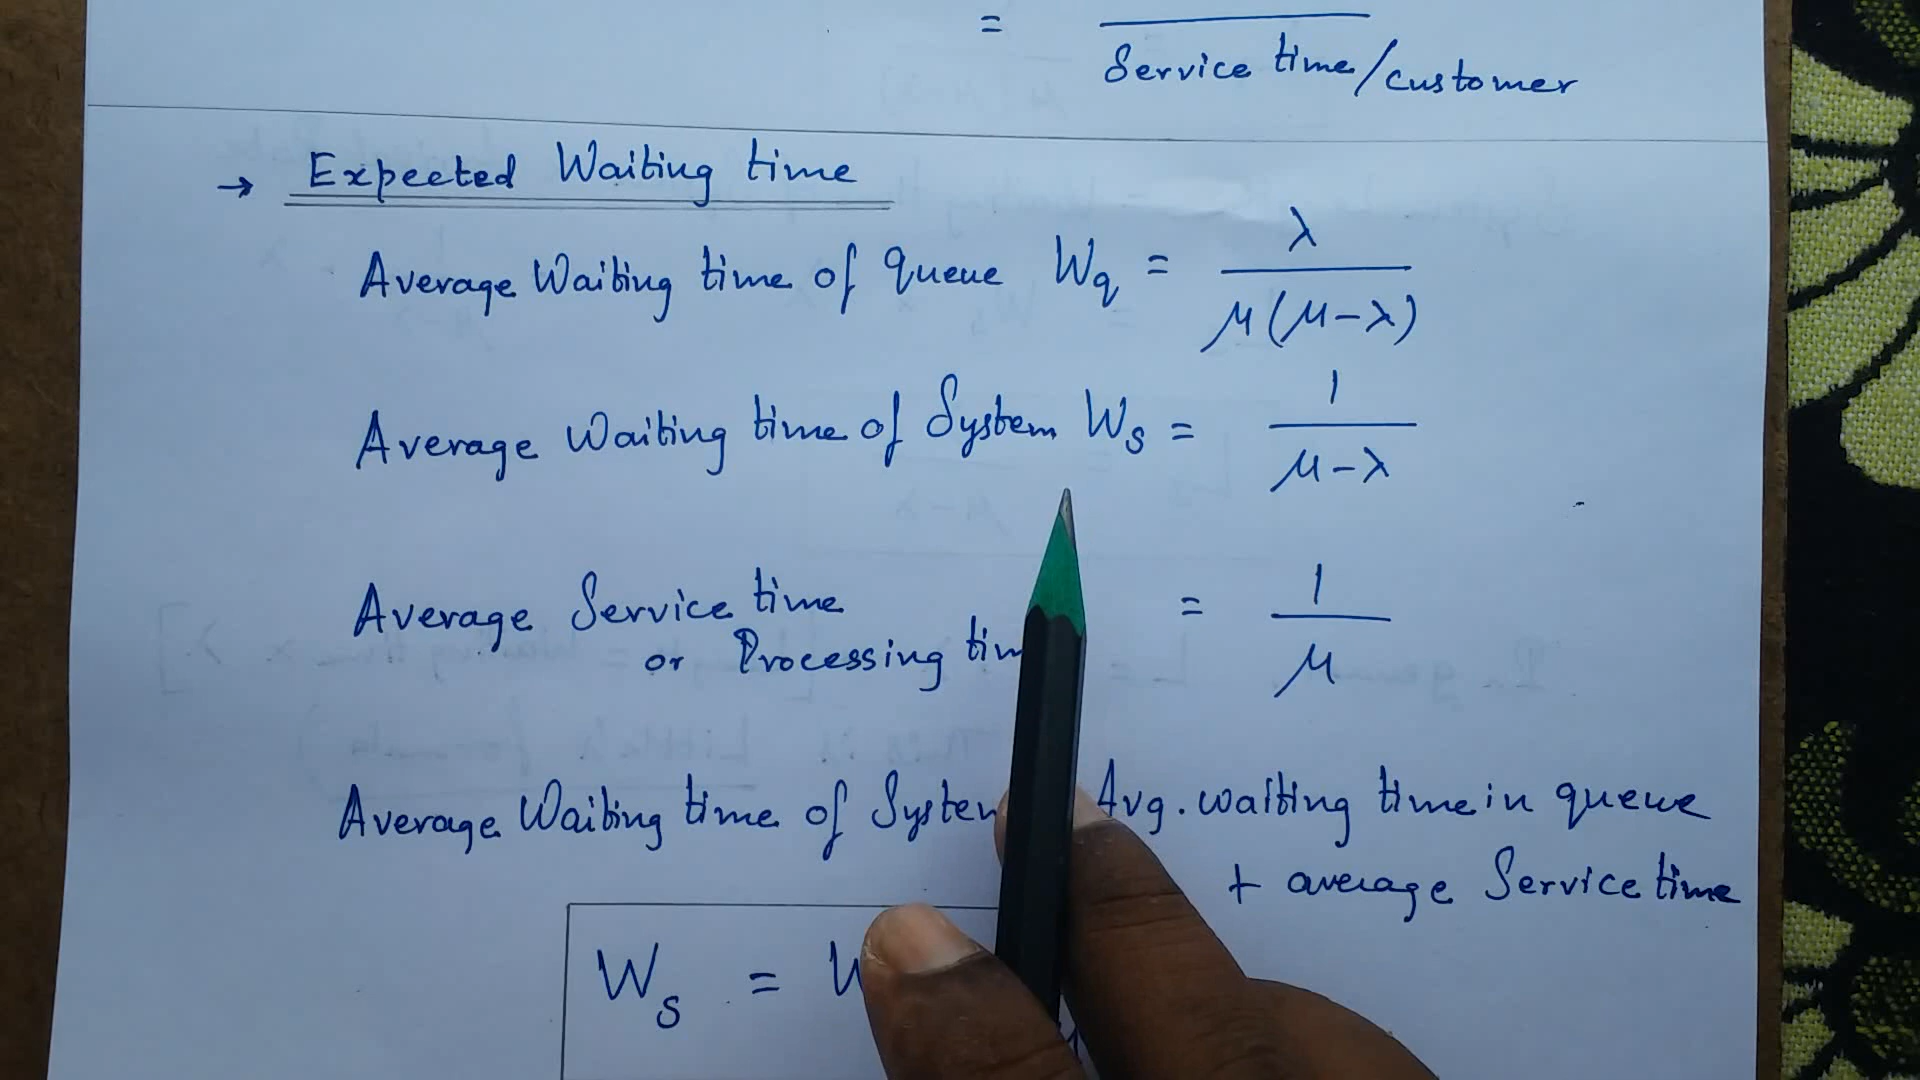 =
Service time/customer
→ Expected Waiting time
Average Waiting time of queue Wq = λ / μ(μ-λ)
Average Waiting time of System Ws = 1 / μ-λ
Average Service time = 1 / μ
or Processing
Average Waiting time of Avg. waiting time in queue
+ average Service time
Ws =